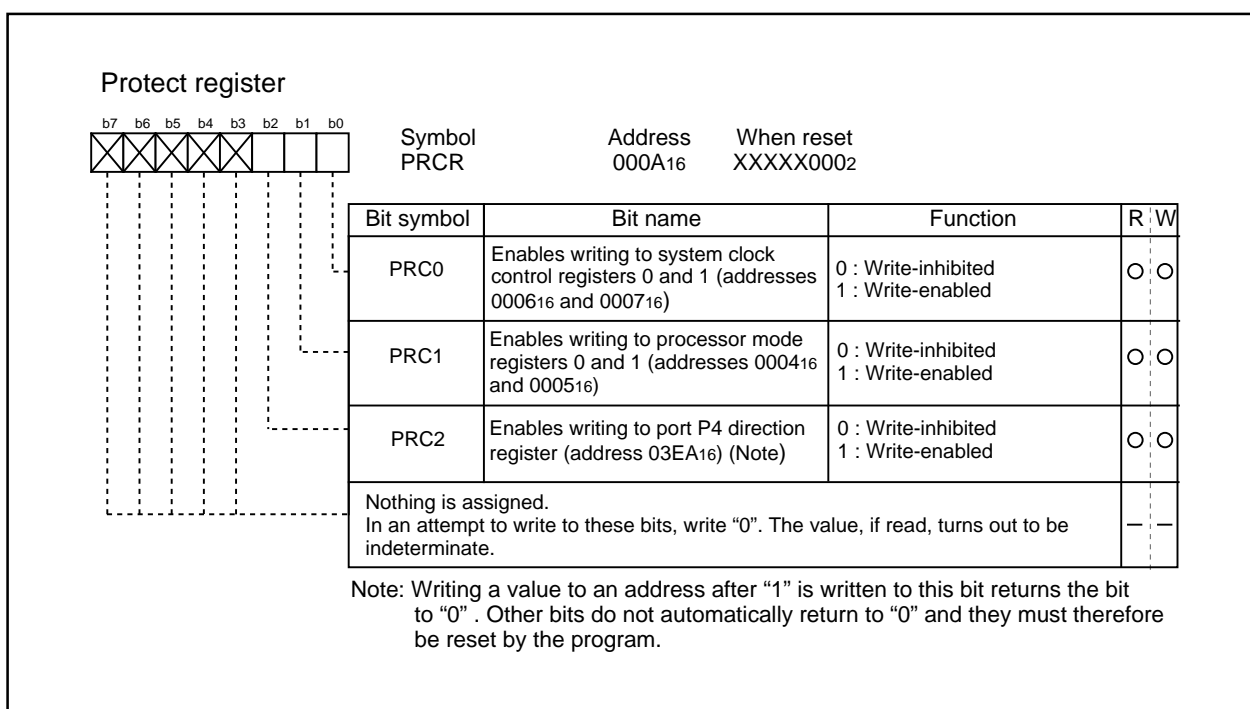 Protect register
b7 b6 b5 b4 b3 b2 b1 b0
Symbol Address When reset
PRCR 000A16 XXXXX0002
Bit symbol Bit name Function R W
PRC0
Enables writing to system clock
control registers 0 and 1 (addresses
000616 and 000716)
0 : Write-inhibited
1 : Write-enabled
PRC1
Enables writing to processor mode
registers 0 and 1 (addresses 000416
and 000516)
0 : Write-inhibited
1 : Write-enabled
PRC2
Enables writing to port P4 direction
register (address 03EA16) (Note)
0 : Write-inhibited
1 : Write-enabled
Nothing is assigned.
In an attempt to write to these bits, write “0”. The value, if read, turns out to be
indeterminate.
Note: Writing a value to an address after “1” is written to this bit returns the bit
to “0” . Other bits do not automatically return to “0” and they must therefore
be reset by the program.